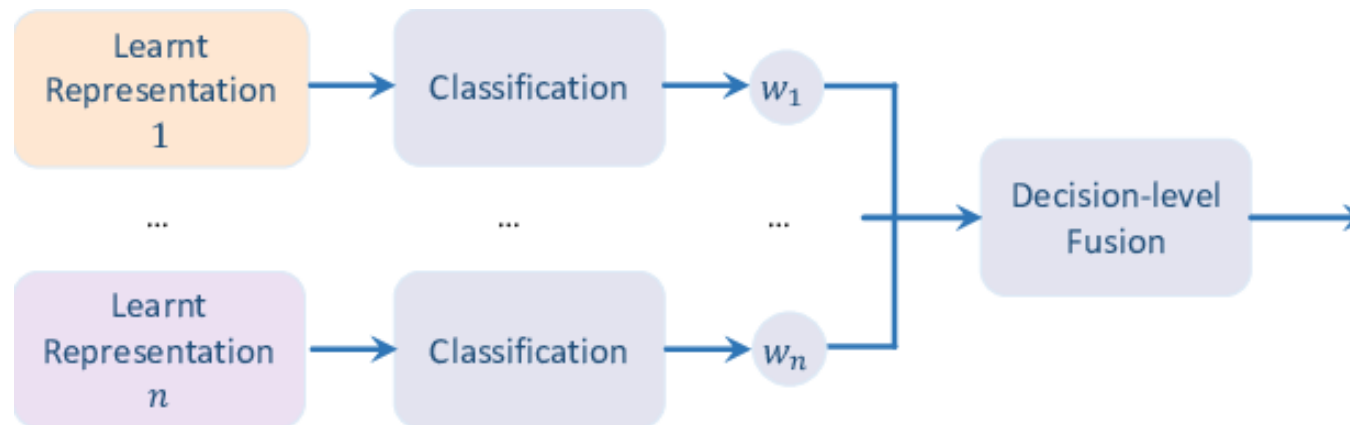 Learnt
Representation
1
Classification
w₁
...
...
...
Decision-level
Fusion
Learnt
Representation
n
Classification
wₙ